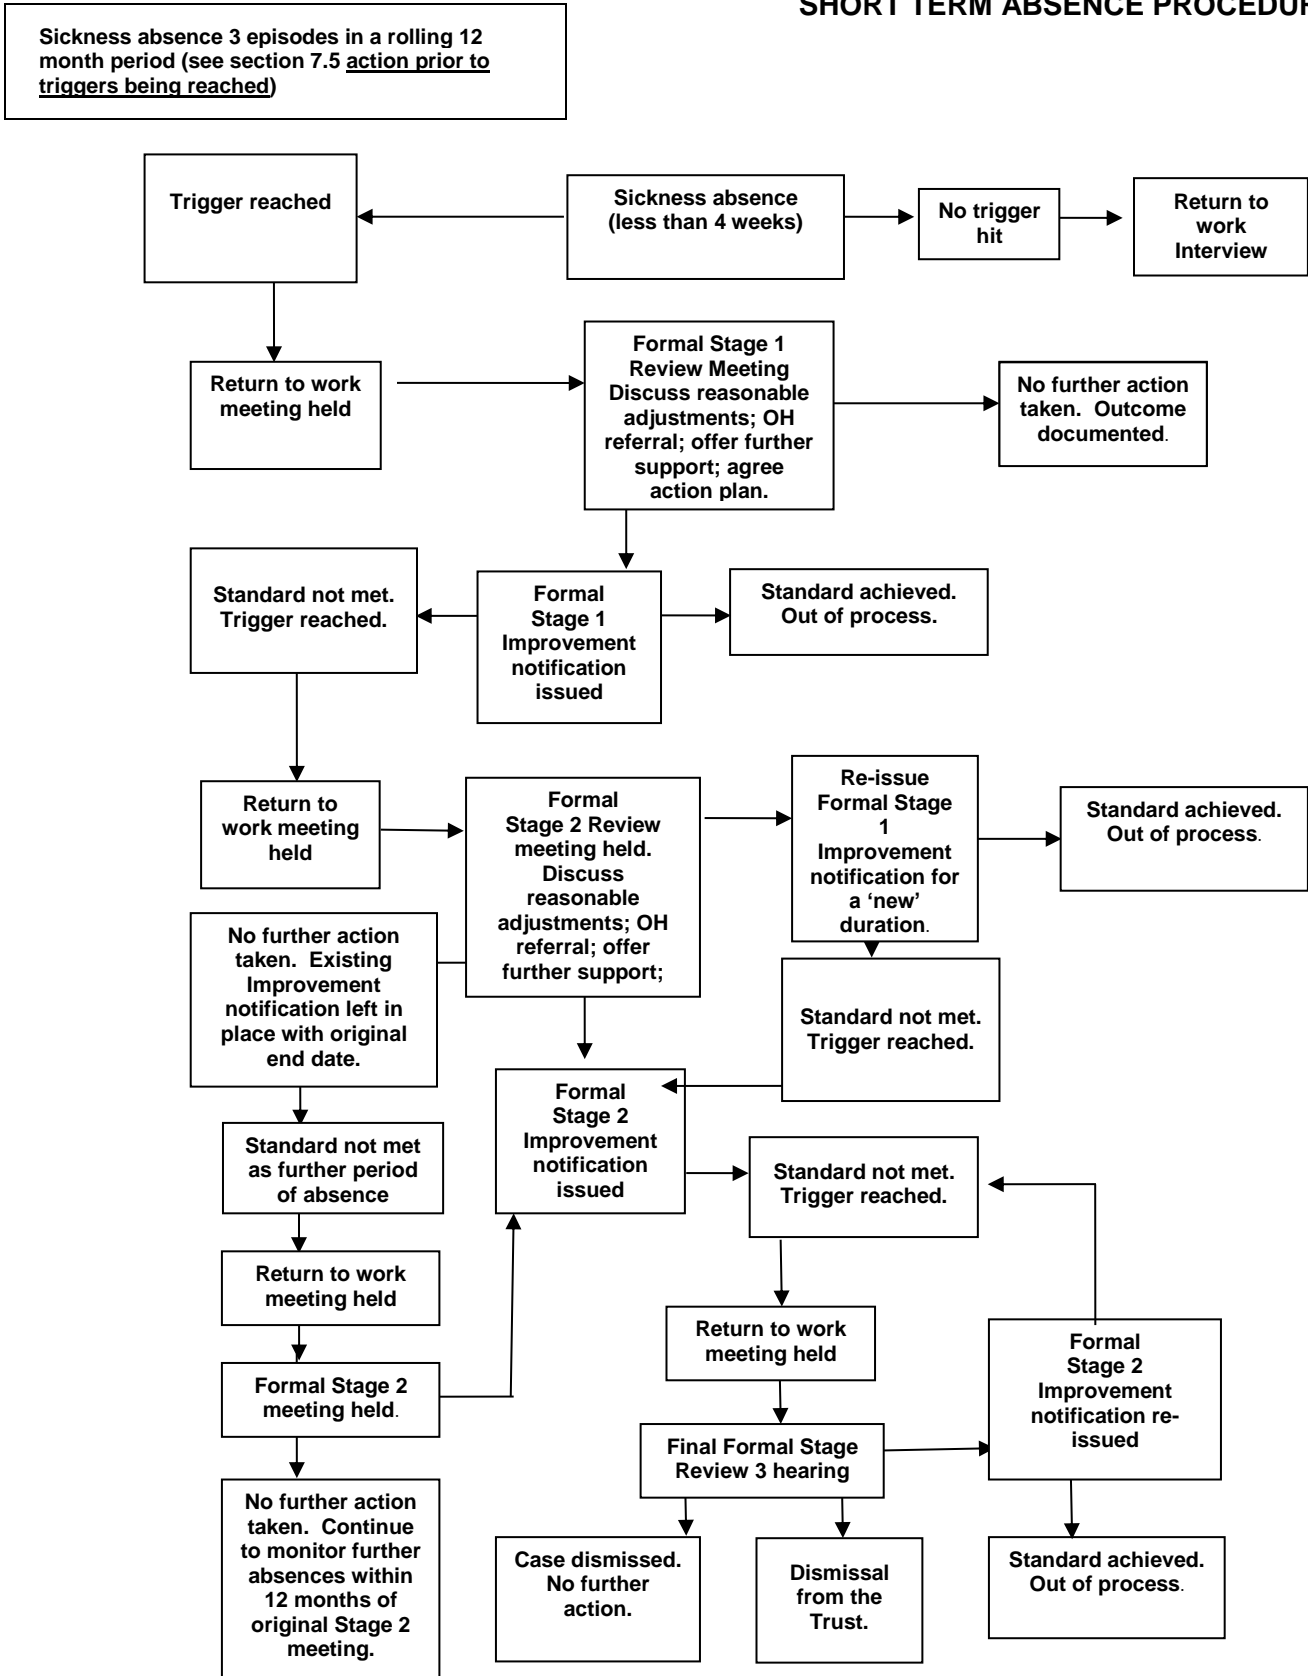 SHORT TERM ABSENCE PROCEDUR
Sickness absence 3 episodes in a rolling 12
month period (see section 7.5 action prior to
triggers being reached)
Trigger reached
Sickness absence
(less than 4 weeks)
No trigger
hit
Return to
work
Interview
Return to work
meeting held
Formal Stage 1
Review Meeting
Discuss reasonable
adjustments; OH
referral; offer further
support; agree
action plan.
No further action
taken.  Outcome
documented.
Standard not met.
Trigger reached.
Formal
Stage 1
Improvement
notification
issued
Standard achieved.
Out of process.
Return to
work meeting
held
Formal
Stage 2 Review
meeting held.
Discuss
reasonable
adjustments; OH
referral; offer
further support;
Re-issue
Formal Stage
1
Improvement
notification for
a ‘new’
duration.
Standard achieved.
Out of process.
No further action
taken.  Existing
Improvement
notification left in
place with original
end date.
Standard not met.
Trigger reached.
Formal
Stage 2
Improvement
notification
issued
Standard not met
as further period
of absence
Standard not met.
Trigger reached.
Return to work
meeting held
Return to work
meeting held
Formal
Stage 2
Improvement
notification re-
issued
Formal Stage 2
meeting held.
Final Formal Stage
Review 3 hearing
No further action
taken.  Continue
to monitor further
absences within
12 months of
original Stage 2
meeting.
Case dismissed.
No further
action.
Dismissal
from the
Trust.
Standard achieved.
Out of process.